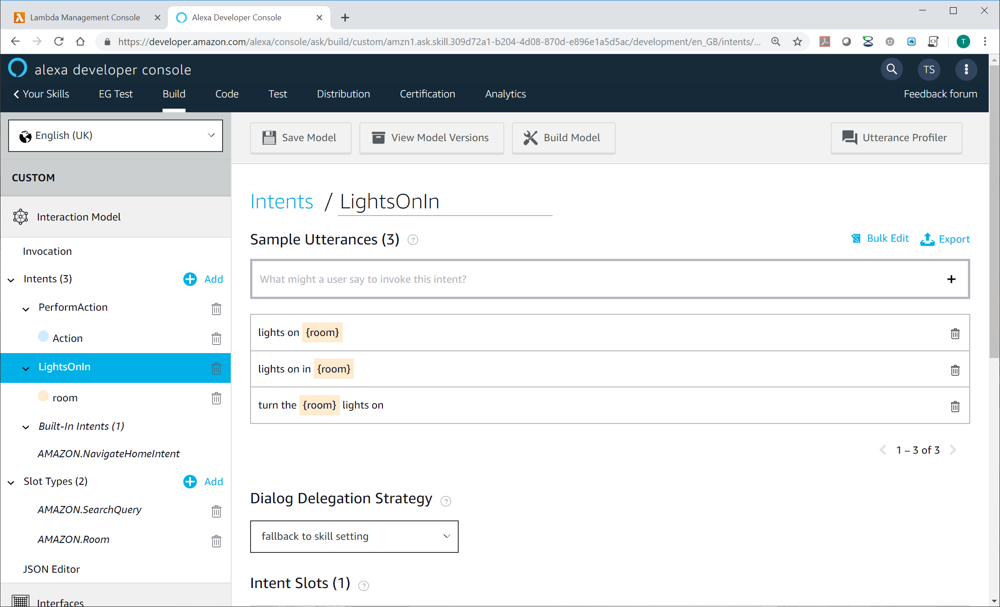 Lambda Management Console
Alexa Developer Console
https://developer.amazon.com/alexa/console/ask/build/custom/amzn1.ask.skill.309d72a1-b204-4d08-870d-e896e1a5d5ac/development/en_GB/intents/...
T
alexa developer console
TS
Your Skills
EG Test
Build
Code
Test
Distribution
Certification
Analytics
Feedback forum
English (UK)
Save Model
View Model Versions
Build Model
Utterance Profiler
CUSTOM
Interaction Model
Invocation
Intents (3)
Add
PerformAction
Action
LightsOnIn
room
Built-In Intents (1)
AMAZON.NavigateHomeIntent
Slot Types (2)
Add
AMAZON.SearchQuery
AMAZON.Room
JSON Editor
Interfaces
Intents / LightsOnIn
Sample Utterances (3) ?
Bulk Edit
Export
What might a user say to invoke this intent?
lights on {room}
lights on in {room}
turn the {room} lights on
1 – 3 of 3
Dialog Delegation Strategy ?
fallback to skill setting
Intent Slots (1) ?